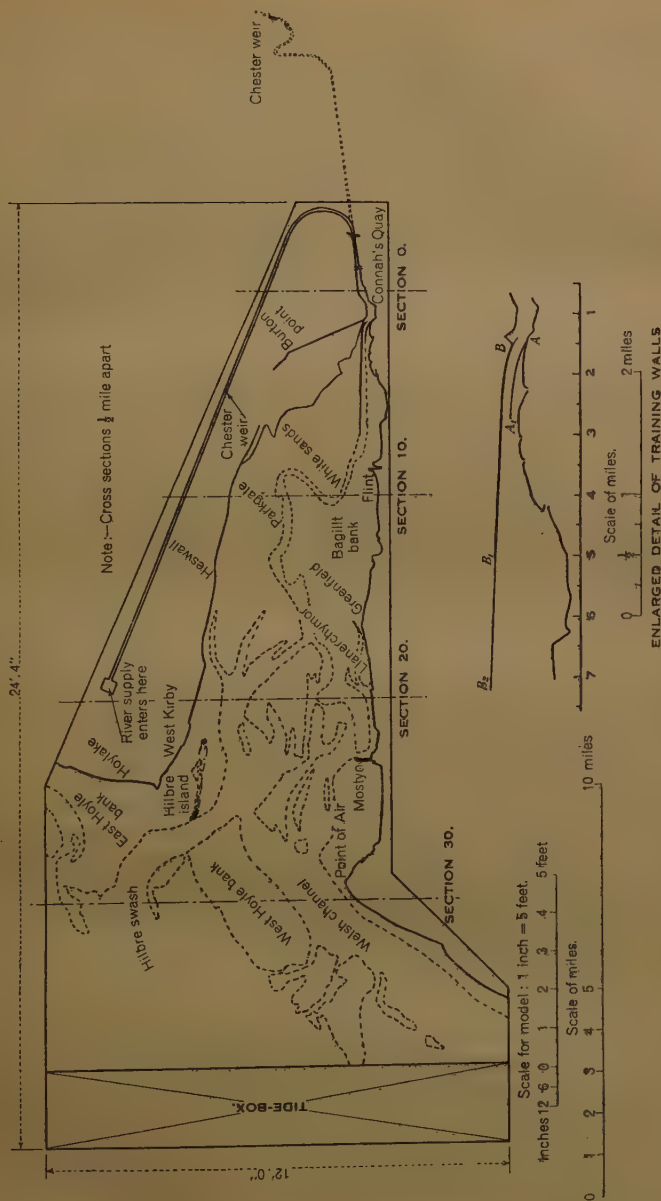 24'. 4"
12'. 0"
Note:—Cross sections ½ mile apart
Chester weir
River supply
enters here
Chester
weir
Burton
point
Connah's Quay
SECTION 0.
Hoylake
West Kirby
Heswall
Parkgate
White sands
Flint
SECTION 10.
Bagillt
bank
Greenfield
Llanerchymor
SECTION 20.
East Hoyle
bank
Hilbre
island
Mostyn
Point of Air
SECTION 30.
Hilbre swash
West Hoyle bank
Welsh channel
TIDE-BOX.
Scale for model : 1 inch = 5 feet.
Inches 12 6 0 1 2 3 4 5 feet
Scale of miles.
0 1 2 3 4 5 10 miles
B₂ B₁ B
A₁ A
7 6 5 4 3 2 1
Scale of miles.
0 ½ 1 2 miles
ENLARGED DETAIL OF TRAINING WALLS